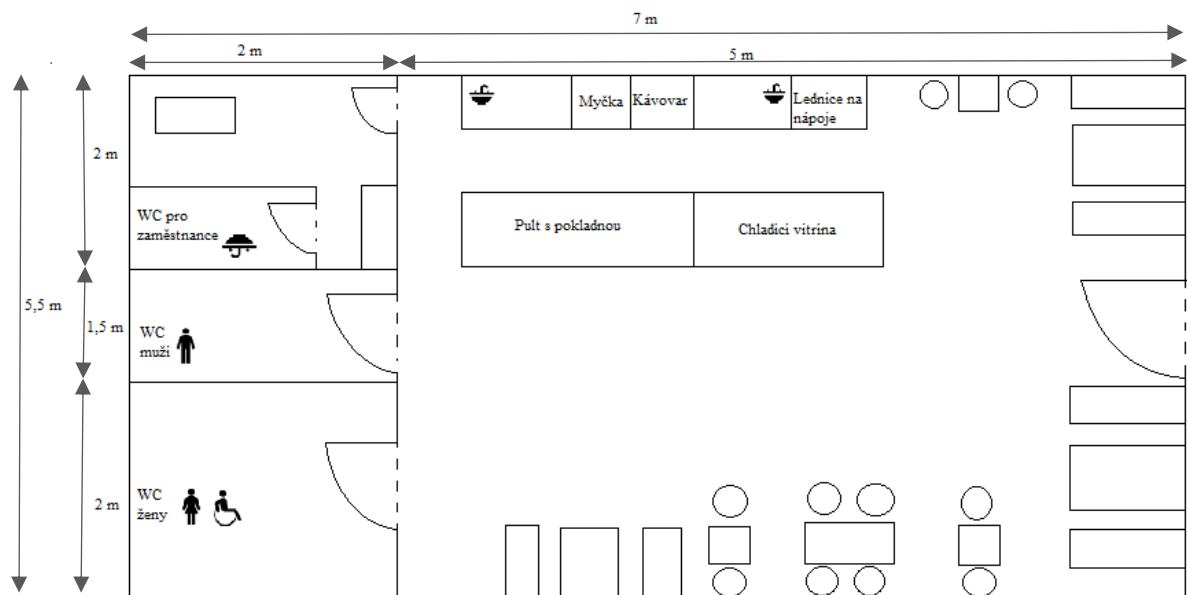 7 m
2 m
5 m
Myčka
Kávovar
Lednice na
nápoje
2 m
WC pro
zaměstnance
Pult s pokladnou
Chladící vitrina
5,5 m
1,5 m
WC
muži
2 m
WC
ženy